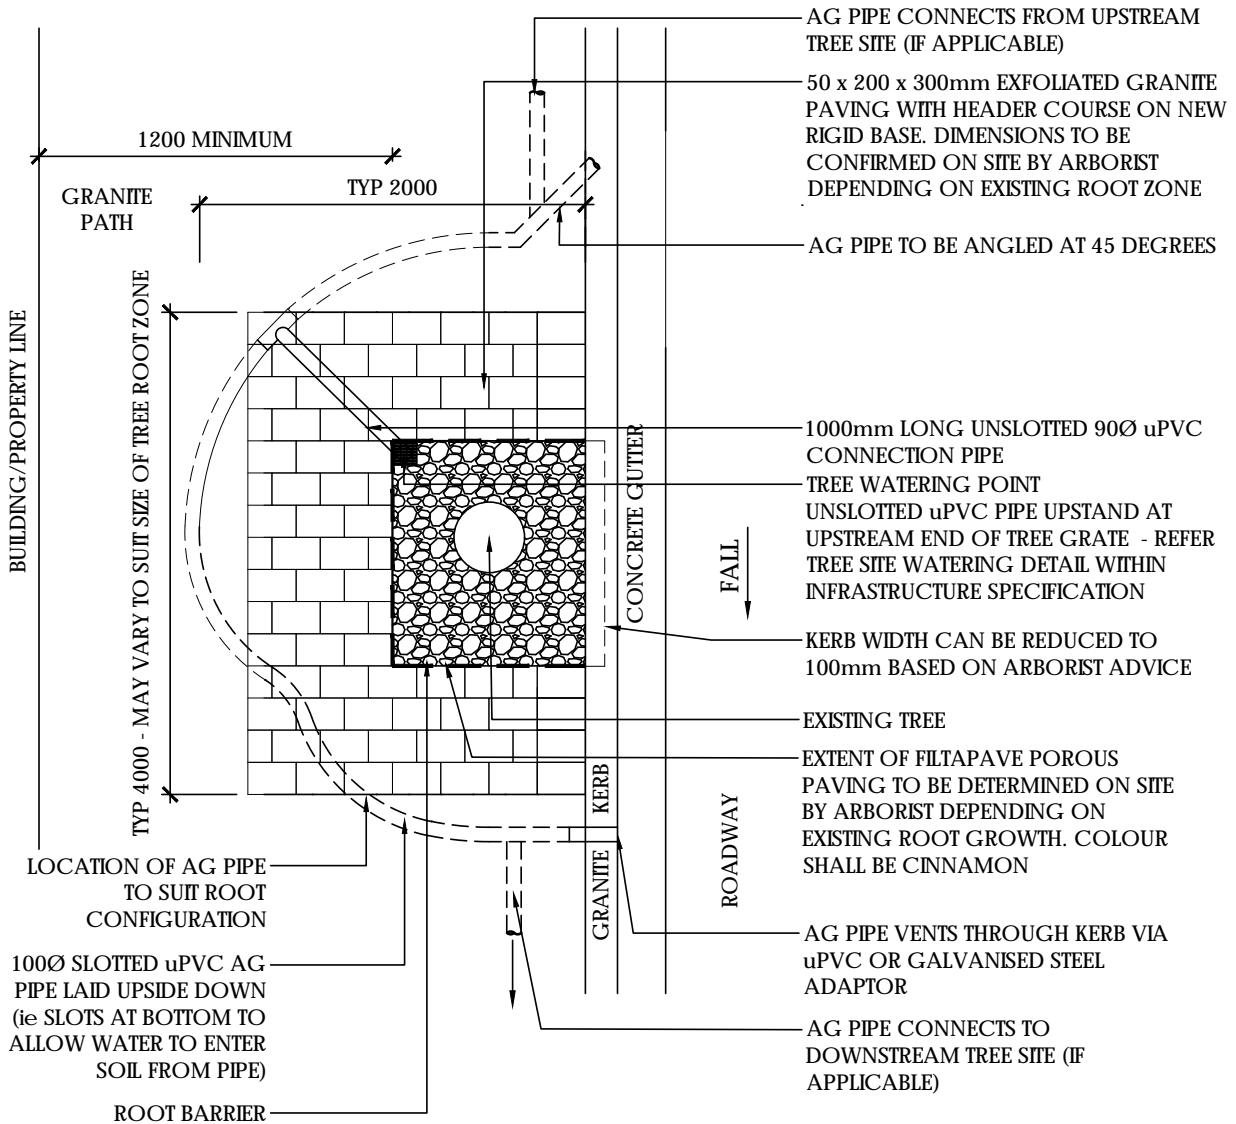 AG PIPE CONNECTS FROM UPSTREAM
TREE SITE (IF APPLICABLE)
50 x 200 x 300mm EXFOLIATED GRANITE
PAVING WITH HEADER COURSE ON NEW
RIGID BASE. DIMENSIONS TO BE
CONFIRMED ON SITE BY ARBORIST
DEPENDING ON EXISTING ROOT ZONE
1200 MINIMUM
TYP 2000
GRANITE
PATH
AG PIPE TO BE ANGLED AT 45 DEGREES
BUILDING/PROPERTY LINE
TYP 4000 - MAY VARY TO SUIT SIZE OF TREE ROOT ZONE
1000mm LONG UNSLOTTED 90Ø uPVC
CONNECTION PIPE
TREE WATERING POINT
UNSLOTTED uPVC PIPE UPSTAND AT
UPSTREAM END OF TREE GRATE - REFER
TREE SITE WATERING DETAIL WITHIN
INFRASTRUCTURE SPECIFICATION
CONCRETE GUTTER
FALL
KERB WIDTH CAN BE REDUCED TO
100mm BASED ON ARBORIST ADVICE
EXISTING TREE
EXTENT OF FILTAPAVE POROUS
PAVING TO BE DETERMINED ON SITE
BY ARBORIST DEPENDING ON
EXISTING ROOT GROWTH. COLOUR
SHALL BE CINNAMON
GRANITE KERB
ROADWAY
LOCATION OF AG PIPE
TO SUIT ROOT
CONFIGURATION
100Ø SLOTTED uPVC AG
PIPE LAID UPSIDE DOWN
(ie SLOTS AT BOTTOM TO
ALLOW WATER TO ENTER
SOIL FROM PIPE)
ROOT BARRIER
AG PIPE VENTS THROUGH KERB VIA
uPVC OR GALVANISED STEEL
ADAPTOR
AG PIPE CONNECTS TO
DOWNSTREAM TREE SITE (IF
APPLICABLE)